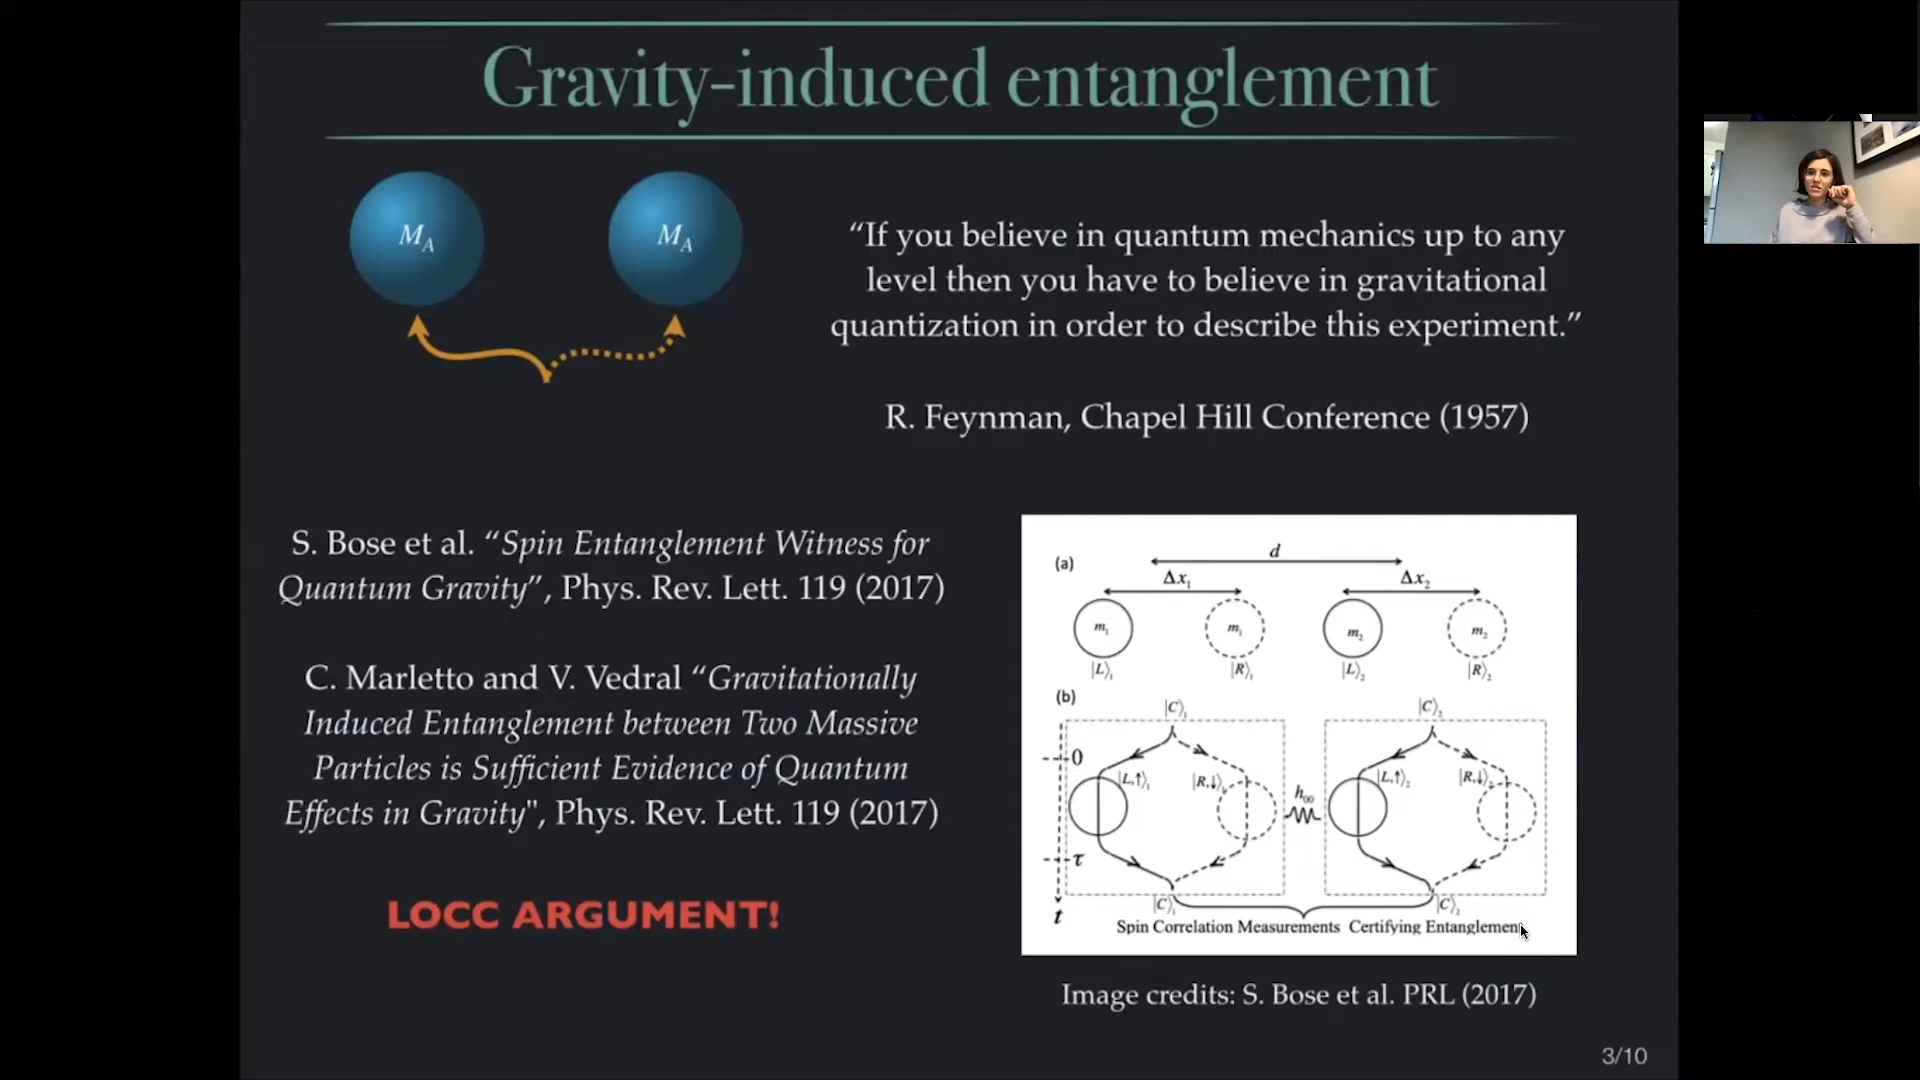 Gravity-induced entanglement
M_A
M_A
“If you believe in quantum mechanics up to any
level then you have to believe in gravitational
quantization in order to describe this experiment.”
R. Feynman, Chapel Hill Conference (1957)
S. Bose et al. “Spin Entanglement Witness for
Quantum Gravity”, Phys. Rev. Lett. 119 (2017)
C. Marletto and V. Vedral “Gravitationally
Induced Entanglement between Two Massive
Particles is Sufficient Evidence of Quantum
Effects in Gravity", Phys. Rev. Lett. 119 (2017)
LOCC ARGUMENT!
(a)
d
Δx₁
Δx₂
m₁
m₁
m₂
m₂
|L⟩₁
|R⟩₁
|L⟩₂
|R⟩₂
(b)
|C⟩₁
|C⟩₂
0
|L,↑⟩₁
|R,↓⟩
|L,↑⟩₂
|R,↓⟩₂
h₀₀
τ
t
|C⟩₁
|C⟩₂
Spin Correlation Measurements Certifying Entanglement
Image credits: S. Bose et al. PRL (2017)
3/10